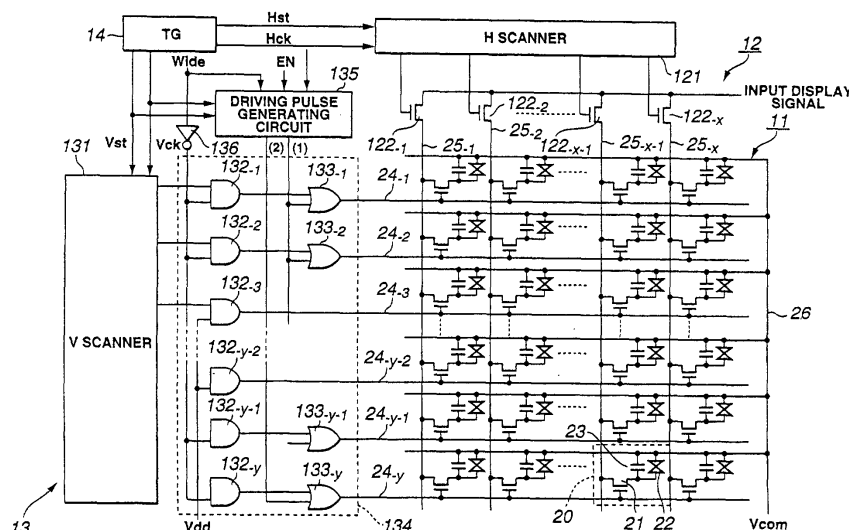 Hst
14
TG
Hck
H SCANNER
12
Wide
EN
135
121
DRIVING PULSE
GENERATING
CIRCUIT
INPUT DISPLAY
SIGNAL
122-1
122-2
122-x-1
122-x
11
131
Vst
Vck
136
(2)
(1)
25-1
25-2
25-x-1
25-x
132-1
133-1
24-1
132-2
133-2
24-2
132-3
24-3
V SCANNER
26
132-y-2
24-y-2
132-y-1
133-y-1
24-y-1
23
132-y
133-y
24-y
13
Vdd
134
20
21
22
Vcom